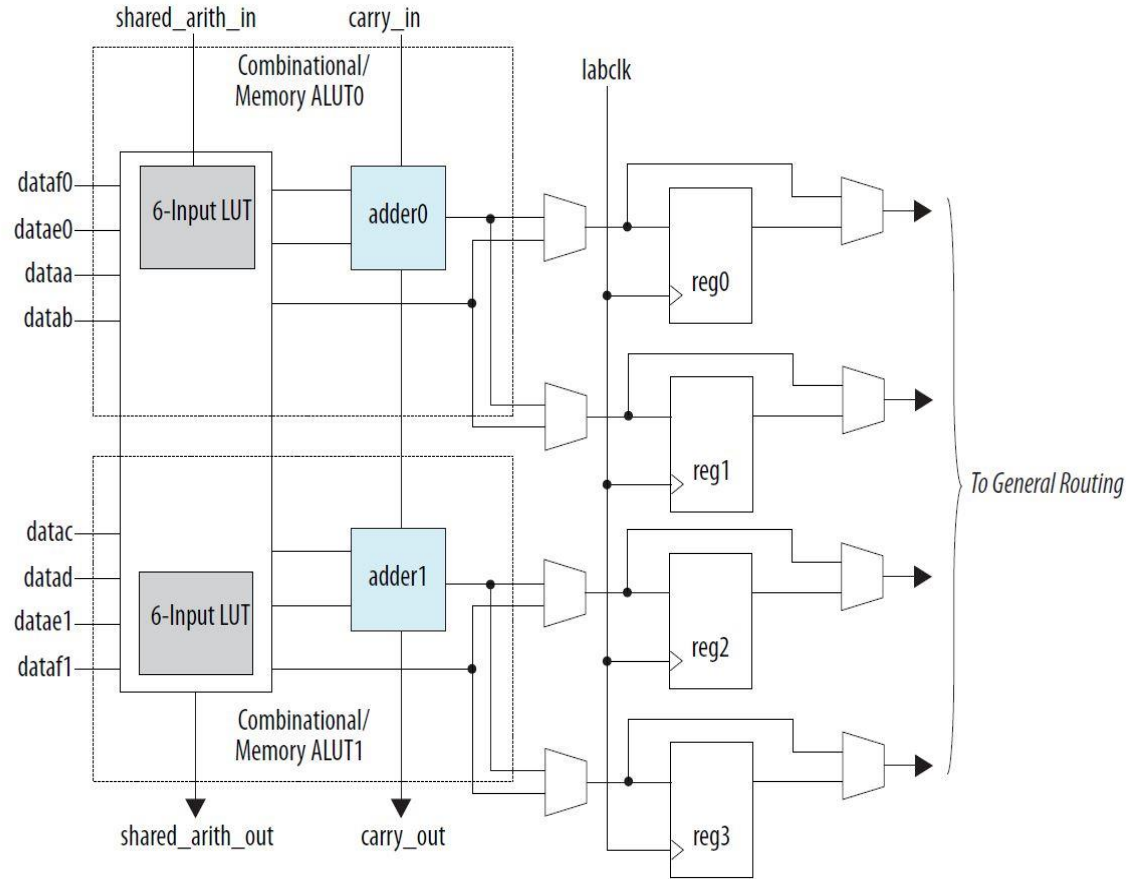 shared_arith_in
carry_in
Combinational/
Memory ALUT0
labclk
dataf0
datae0
dataa
datab
6-Input LUT
adder0
reg0
reg1
To General Routing
datac
datad
datae1
dataf1
6-Input LUT
adder1
reg2
Combinational/
Memory ALUT1
reg3
shared_arith_out
carry_out